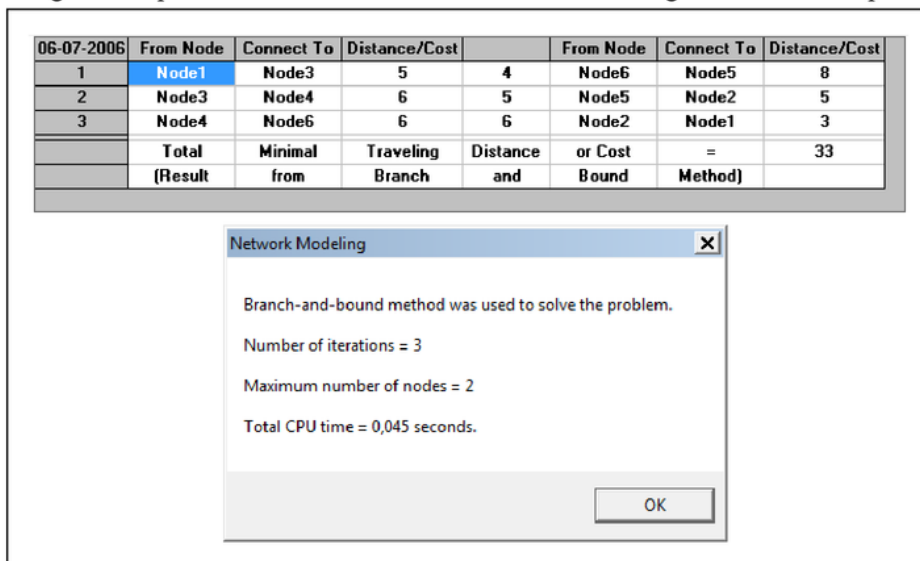 06-07-2006 From Node Connect To Distance/Cost From Node Connect To Distance/Cost
1 Node1 Node3 5 4 Node6 Node5 8
2 Node3 Node4 6 5 Node5 Node2 5
3 Node4 Node6 6 6 Node2 Node1 3
Total Minimal Traveling Distance or Cost = 33
(Result from Branch and Bound Method)
Network Modeling
Branch-and-bound method was used to solve the problem.
Number of iterations = 3
Maximum number of nodes = 2
Total CPU time = 0,045 seconds.
OK